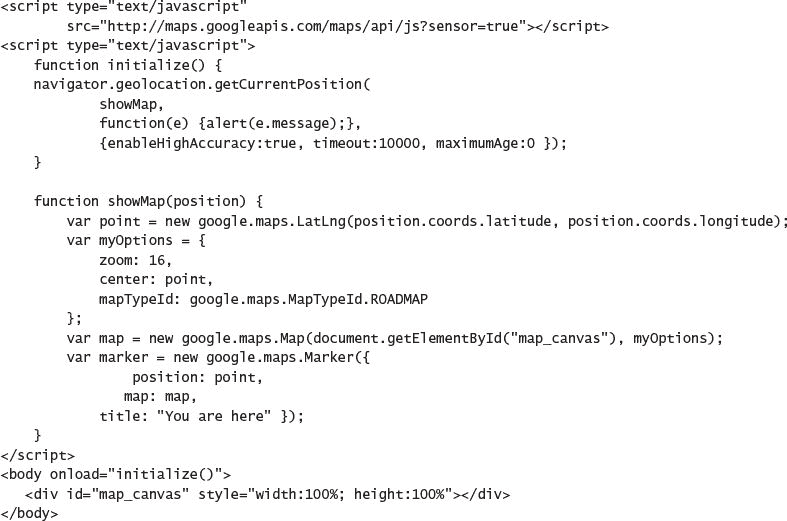 <script type="text/javascript"
        src="http://maps.googleapis.com/maps/api/js?sensor=true"></script>
<script type="text/javascript">
    function initialize() {
    navigator.geolocation.getCurrentPosition(
            showMap,
            function(e) {alert(e.message);},
            {enableHighAccuracy:true, timeout:10000, maximumAge:0 });
    }

    function showMap(position) {
        var point = new google.maps.LatLng(position.coords.latitude, position.coords.longitude);
        var myOptions = {
            zoom: 16,
            center: point,
            mapTypeId: google.maps.MapTypeId.ROADMAP
        };
        var map = new google.maps.Map(document.getElementById("map_canvas"), myOptions);
        var marker = new google.maps.Marker({
                position: point,
               map: map,
            title: "You are here" });
    }
</script>
<body onload="initialize()">
   <div id="map_canvas" style="width:100%; height:100%"></div>
</body>